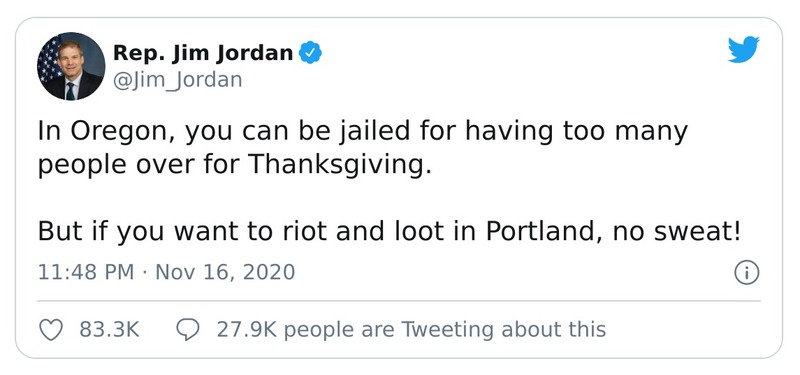 Rep. Jim Jordan
@Jim_Jordan
In Oregon, you can be jailed for having too many
people over for Thanksgiving.
But if you want to riot and loot in Portland, no sweat!
11:48 PM · Nov 16, 2020
83.3K 27.9K people are Tweeting about this